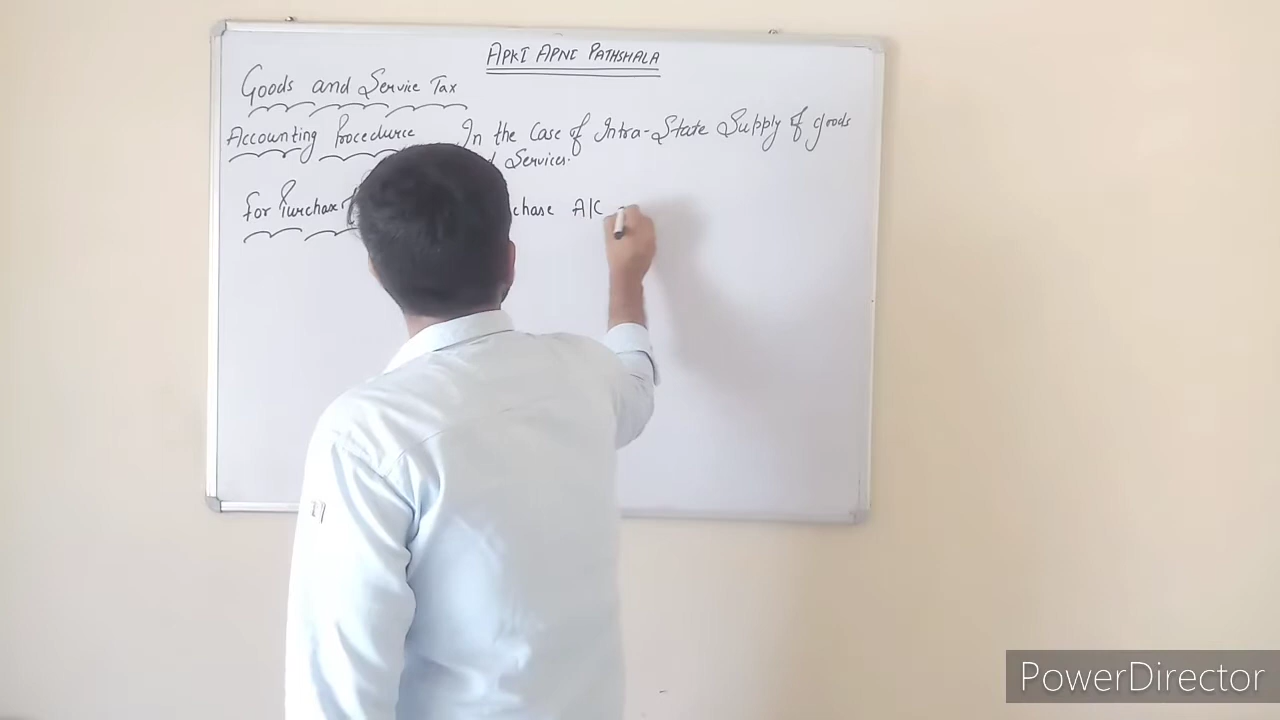 APKI APNI PATHSHALA
Goods and Service Tax
Accounting Procedure In the Case of Intra-State Supply of goods
Services.
For Purchase
A/C
PowerDirector